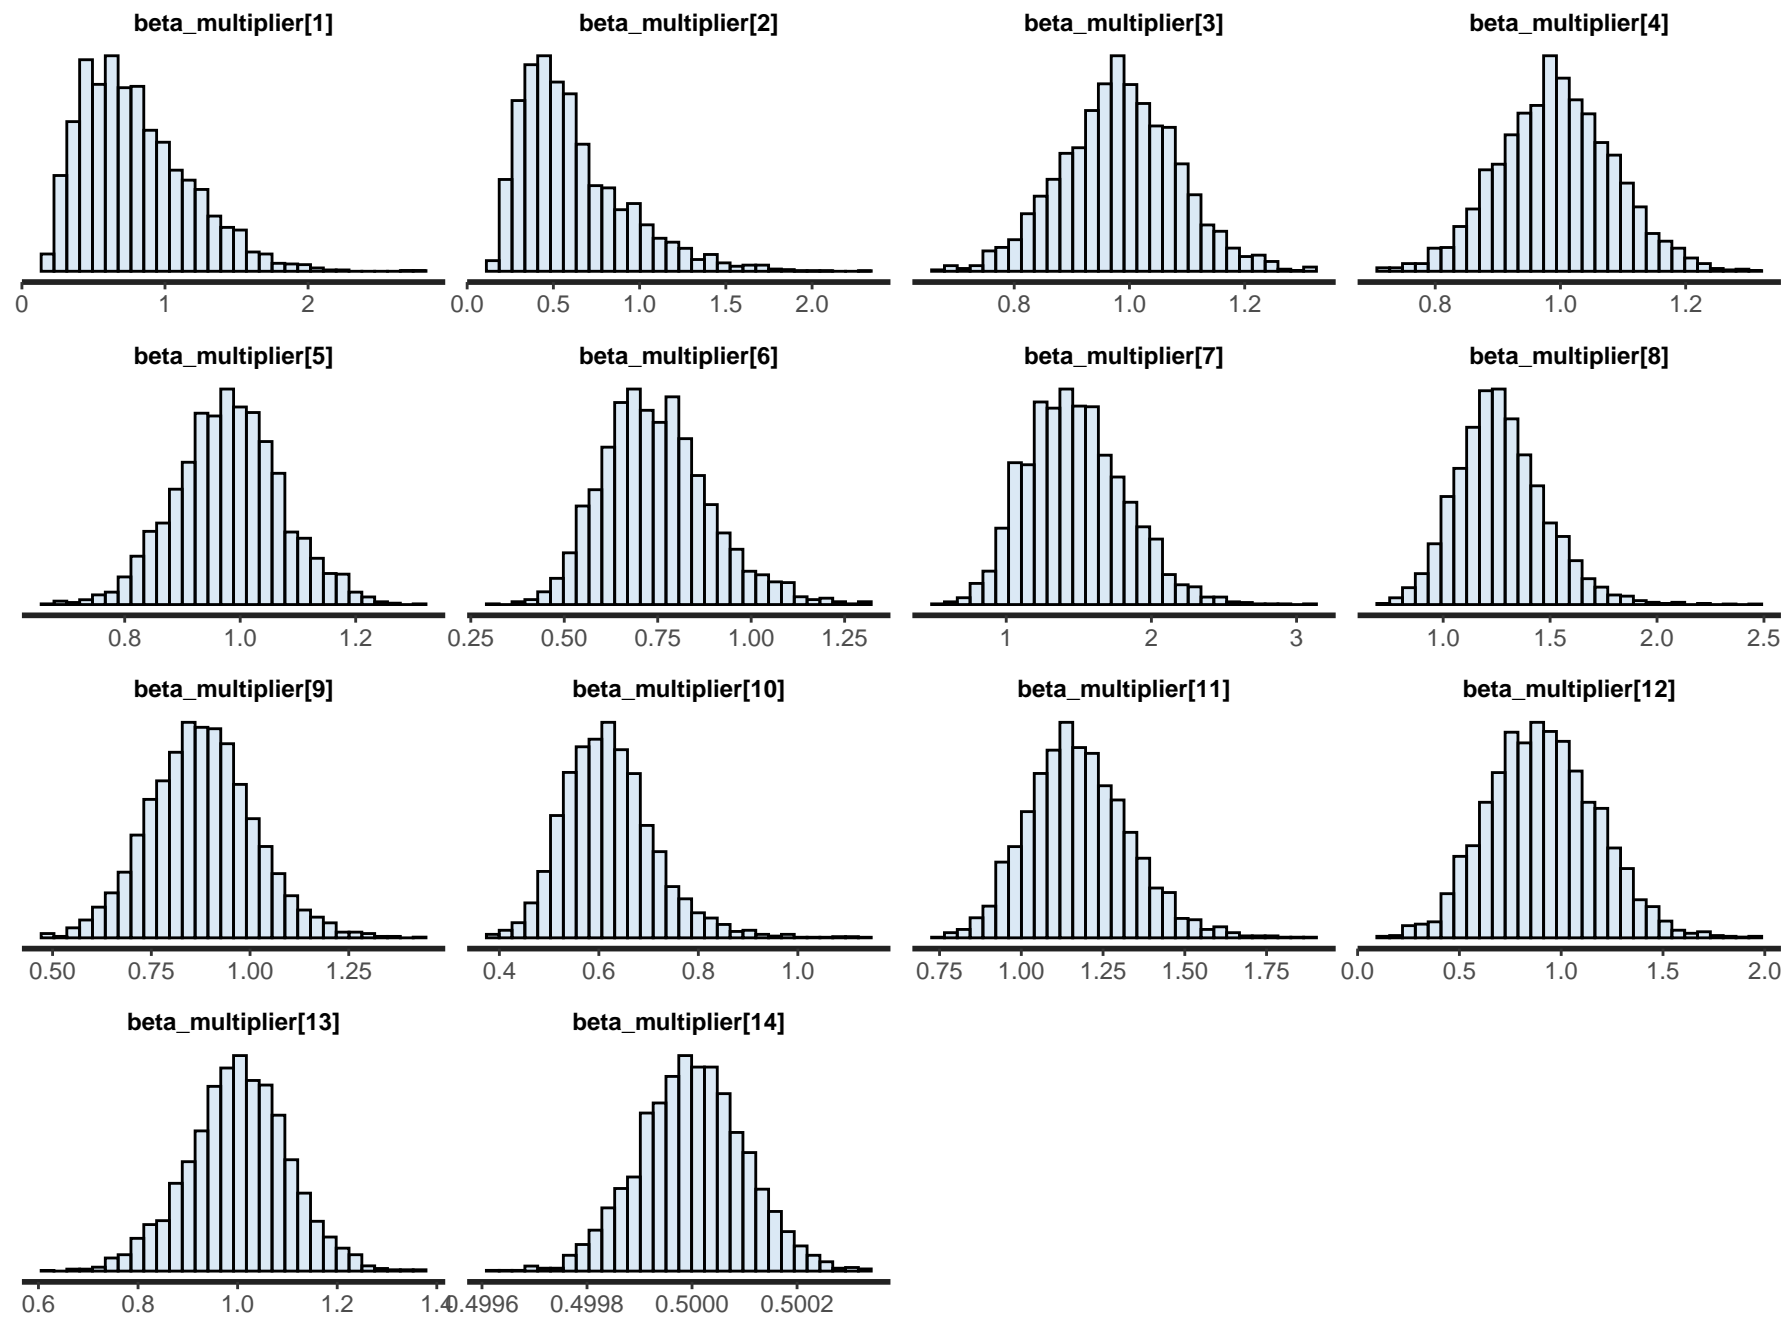 beta_multiplier[1] beta_multiplier[2] beta_multiplier[3] beta_multiplier[4]
0 1 2 0.0 0.5 1.0 1.5 2.0 0.8 1.0 1.2 0.8 1.0 1.2
beta_multiplier[5] beta_multiplier[6] beta_multiplier[7] beta_multiplier[8]
0.8 1.0 1.2 0.25 0.50 0.75 1.00 1.25 1 2 3 1.0 1.5 2.0 2.5
beta_multiplier[9] beta_multiplier[10] beta_multiplier[11] beta_multiplier[12]
0.50 0.75 1.00 1.25 0.4 0.6 0.8 1.0 0.75 1.00 1.25 1.50 1.75 0.0 0.5 1.0 1.5 2.0
beta_multiplier[13] beta_multiplier[14]
0.6 0.8 1.0 1.2 1.4 0.4996 0.4998 0.5000 0.5002